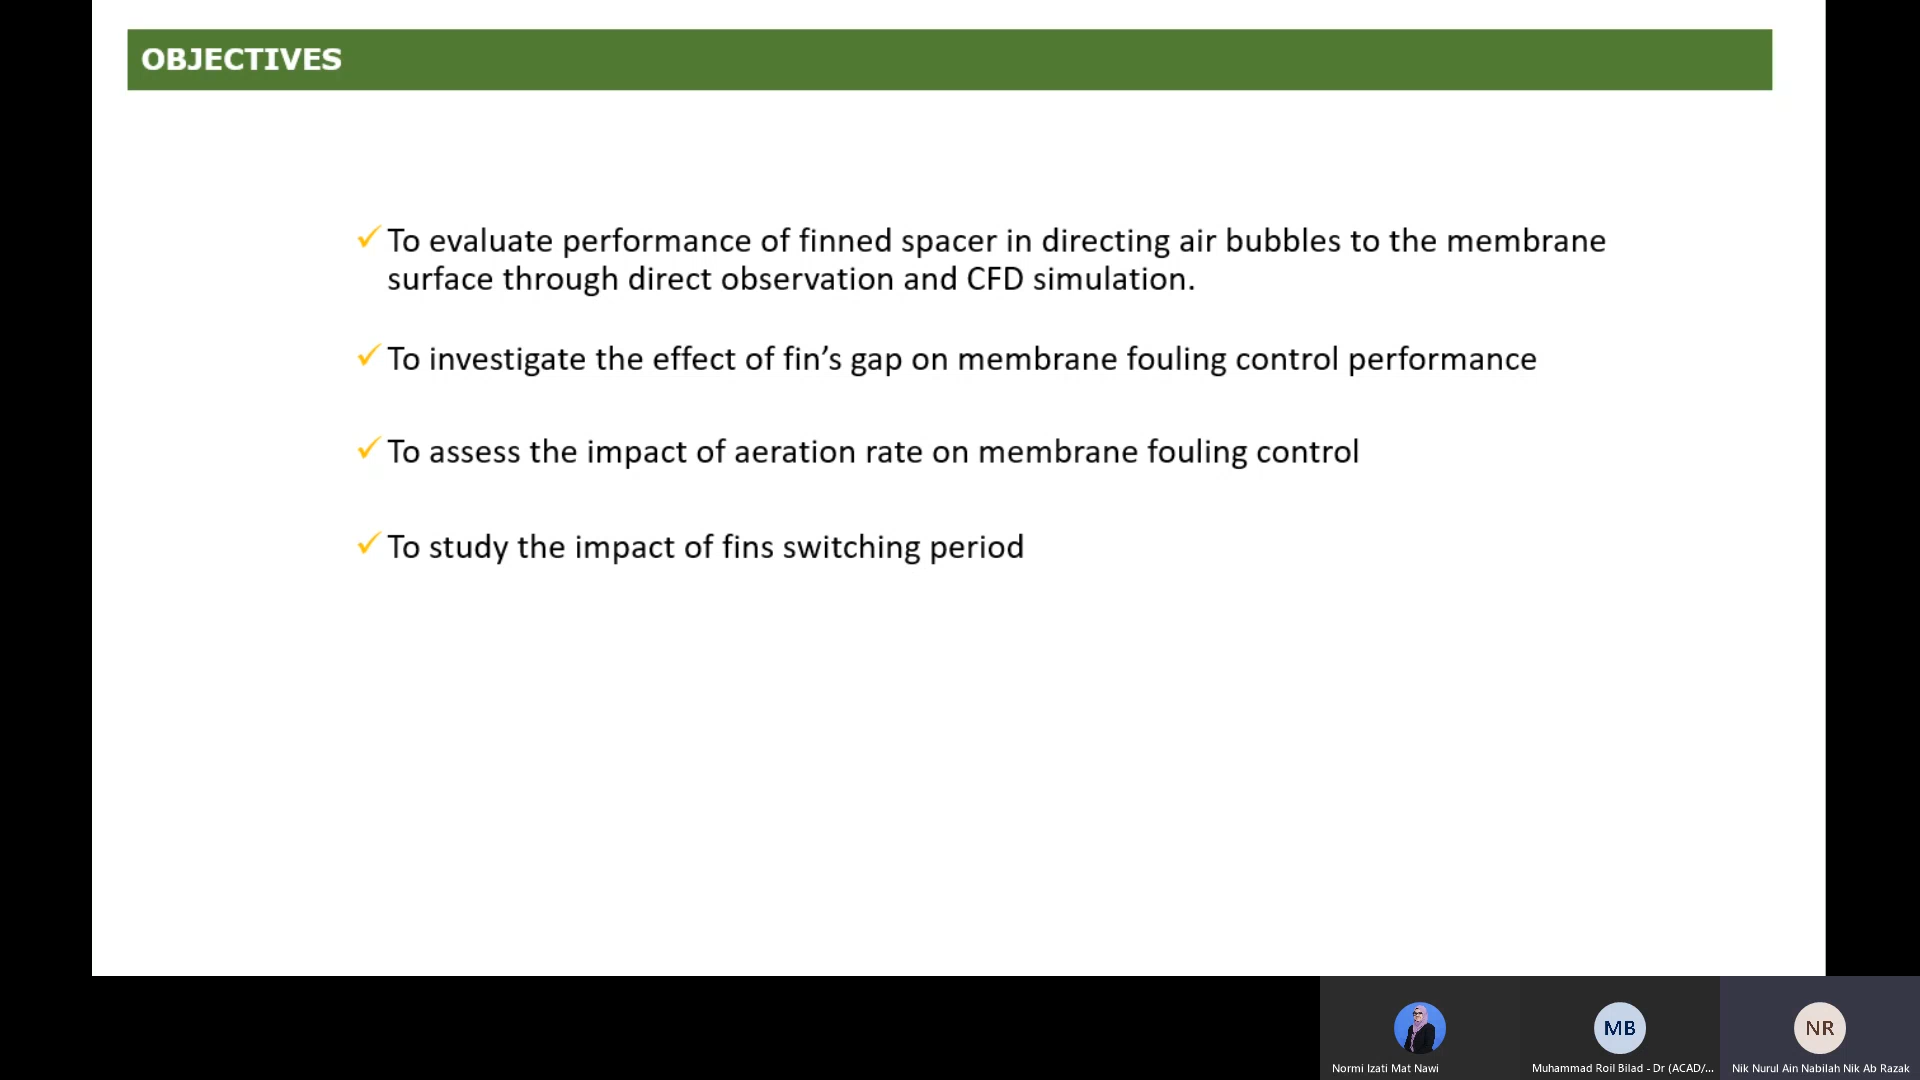 OBJECTIVES
✓To evaluate performance of finned spacer in directing air bubbles to the membrane
surface through direct observation and CFD simulation.
✓To investigate the effect of fin’s gap on membrane fouling control performance
✓To assess the impact of aeration rate on membrane fouling control
✓To study the impact of fins switching period
MB
NR
Normi Izati Mat Nawi
Muhammad Roil Bilad - Dr (ACAD/...
Nik Nurul Ain Nabilah Nik Ab Razak